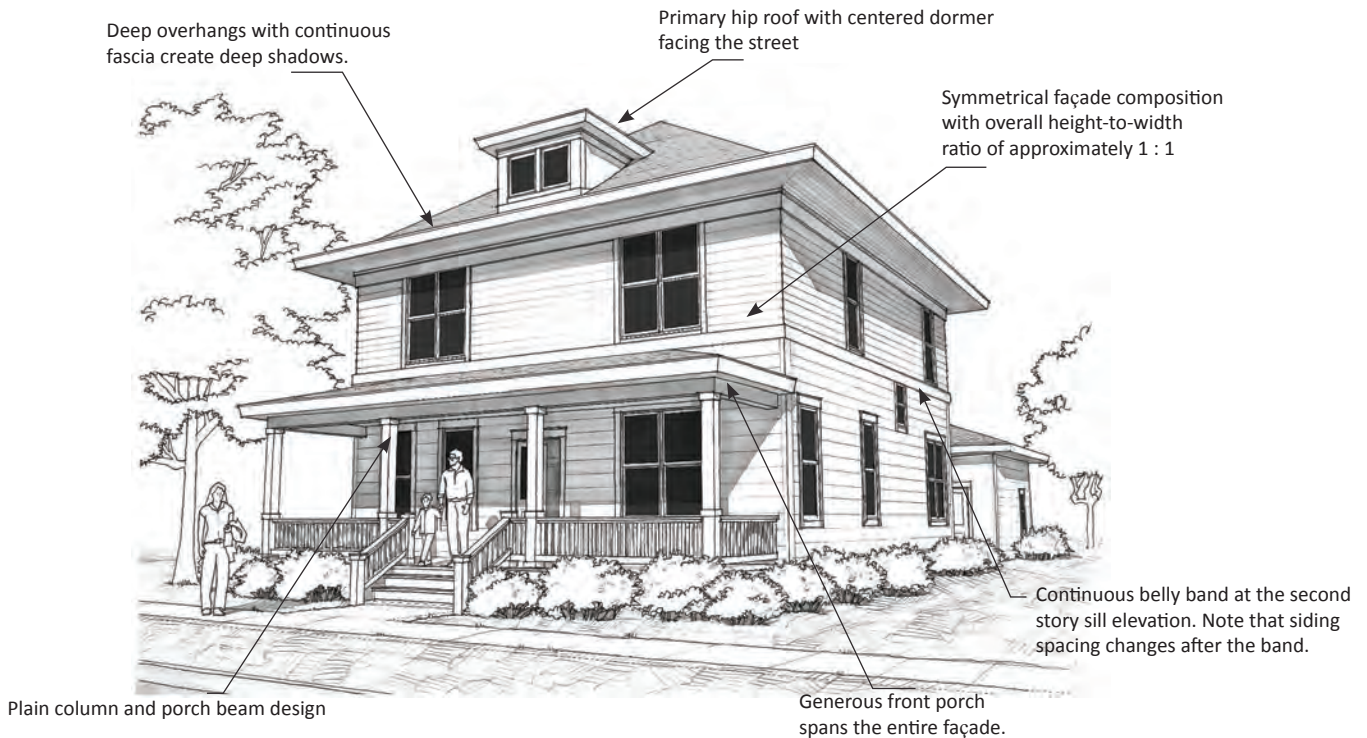 Deep overhangs with continuous
fascia create deep shadows.
Primary hip roof with centered dormer
facing the street
Symmetrical façade composition
with overall height-to-width
ratio of approximately 1 : 1
Continuous belly band at the second
story sill elevation. Note that siding
spacing changes after the band.
Generous front porch
spans the entire façade.
Plain column and porch beam design